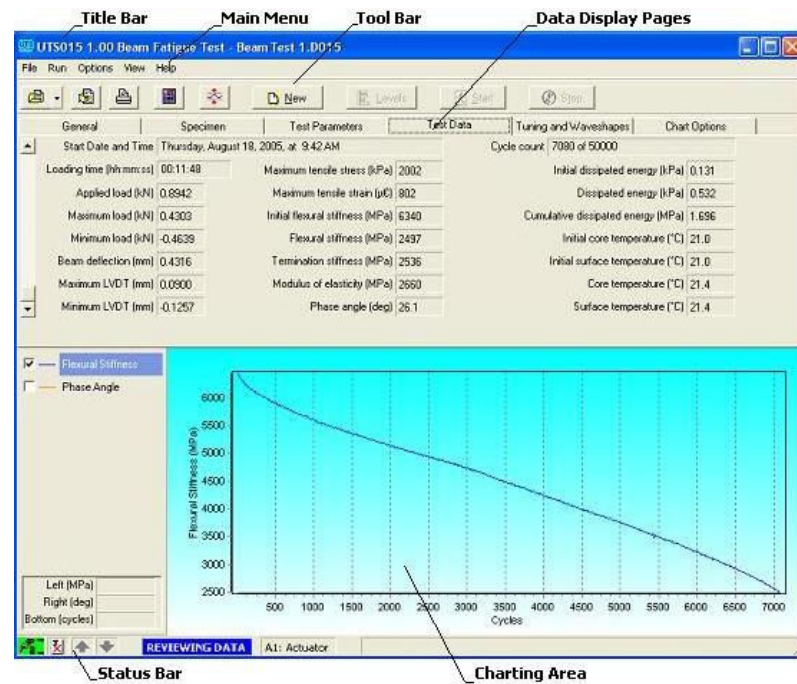 Title Bar Main Menu Tool Bar Data Display Pages
UTS015 1.00 Beam Fatigue Test - Beam Test 1.D015
File Run Options View Help
New Levels Start Stop
General Specimen Test Parameters Test Data Tuning and Waveshapes Chart Options
Start Date and Time Thursday, August 18, 2005, at 9:42 AM Cycle count 7080 of 50000
Loading time (hh:mm:ss) 00:11:48 Maximum tensile stress (kPa) 2002 Initial dissipated energy (kPa) 0.131
Applied load (kN) 0.8942 Maximum tensile strain (µ€) 802 Dissipated energy (kPa) 0.532
Maximum load (kN) 0.4303 Initial flexural stiffness (MPa) 6340 Cumulative dissipated energy (MPa) 1.696
Minimum load (kN) -0.4639 Flexural stiffness (MPa) 2497 Initial core temperature (°C) 21.0
Beam deflection (mm) 0.4316 Termination stiffness (MPa) 2536 Initial surface temperature (°C) 21.0
Maximum LVDT (mm) 0.0900 Modulus of elasticity (MPa) 2660 Core temperature (°C) 21.4
Minimum LVDT (mm) -0.1257 Phase angle (deg) 26.1 Surface temperature (°C) 21.4
Flexural Stiffness
Phase Angle
Flexural Stiffness (MPa)
6000
5500
5000
4500
4000
3500
3000
2500
500 1000 1500 2000 2500 3000 3500 4000 4500 5000 5500 6000 6500 7000
Cycles
Left (MPa)
Right (deg)
Bottom (cycles)
REVIEWING DATA A1: Actuator
Status Bar Charting Area